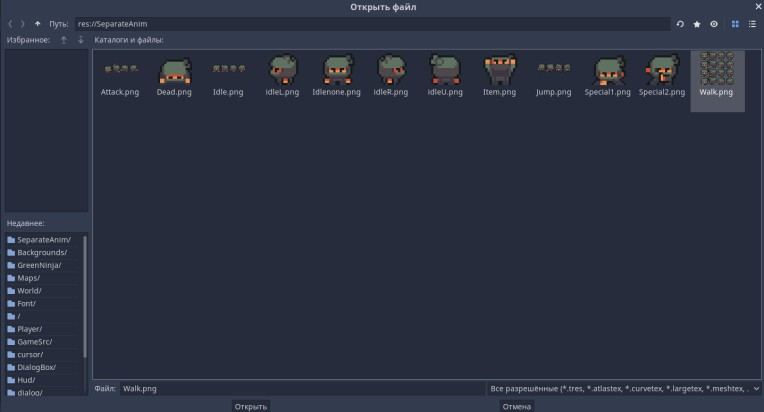 Открыть файл
Путь: res://SeparateAnim
Избранное:
Каталоги и файлы:
Attack.png Dead.png Idle.png idleL.png Idlenone.png idleR.png idleU.png Item.png Jump.png Special1.png Special2.png Walk.png
Недавнее:
SeparateAnim/
Backgrounds/
GreenNinja/
Maps/
World/
Font/
/
Player/
GameSrc/
cursor/
DialogBox/
Hud/
dialog/
Файл: Walk.png
Все разрешённые (*.tres, *.atlastex, *.curvetex, *.largetex, *.meshtex, .
Открыть Отмена